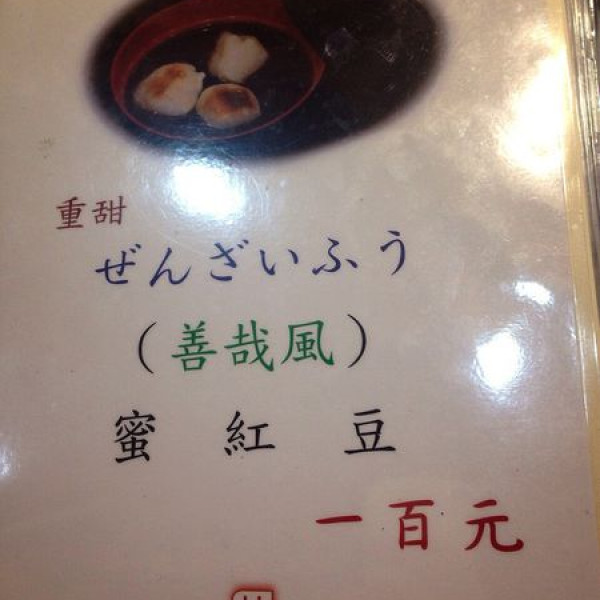 重甜
ぜんざいふう
（善哉風）
蜜紅豆
一百元